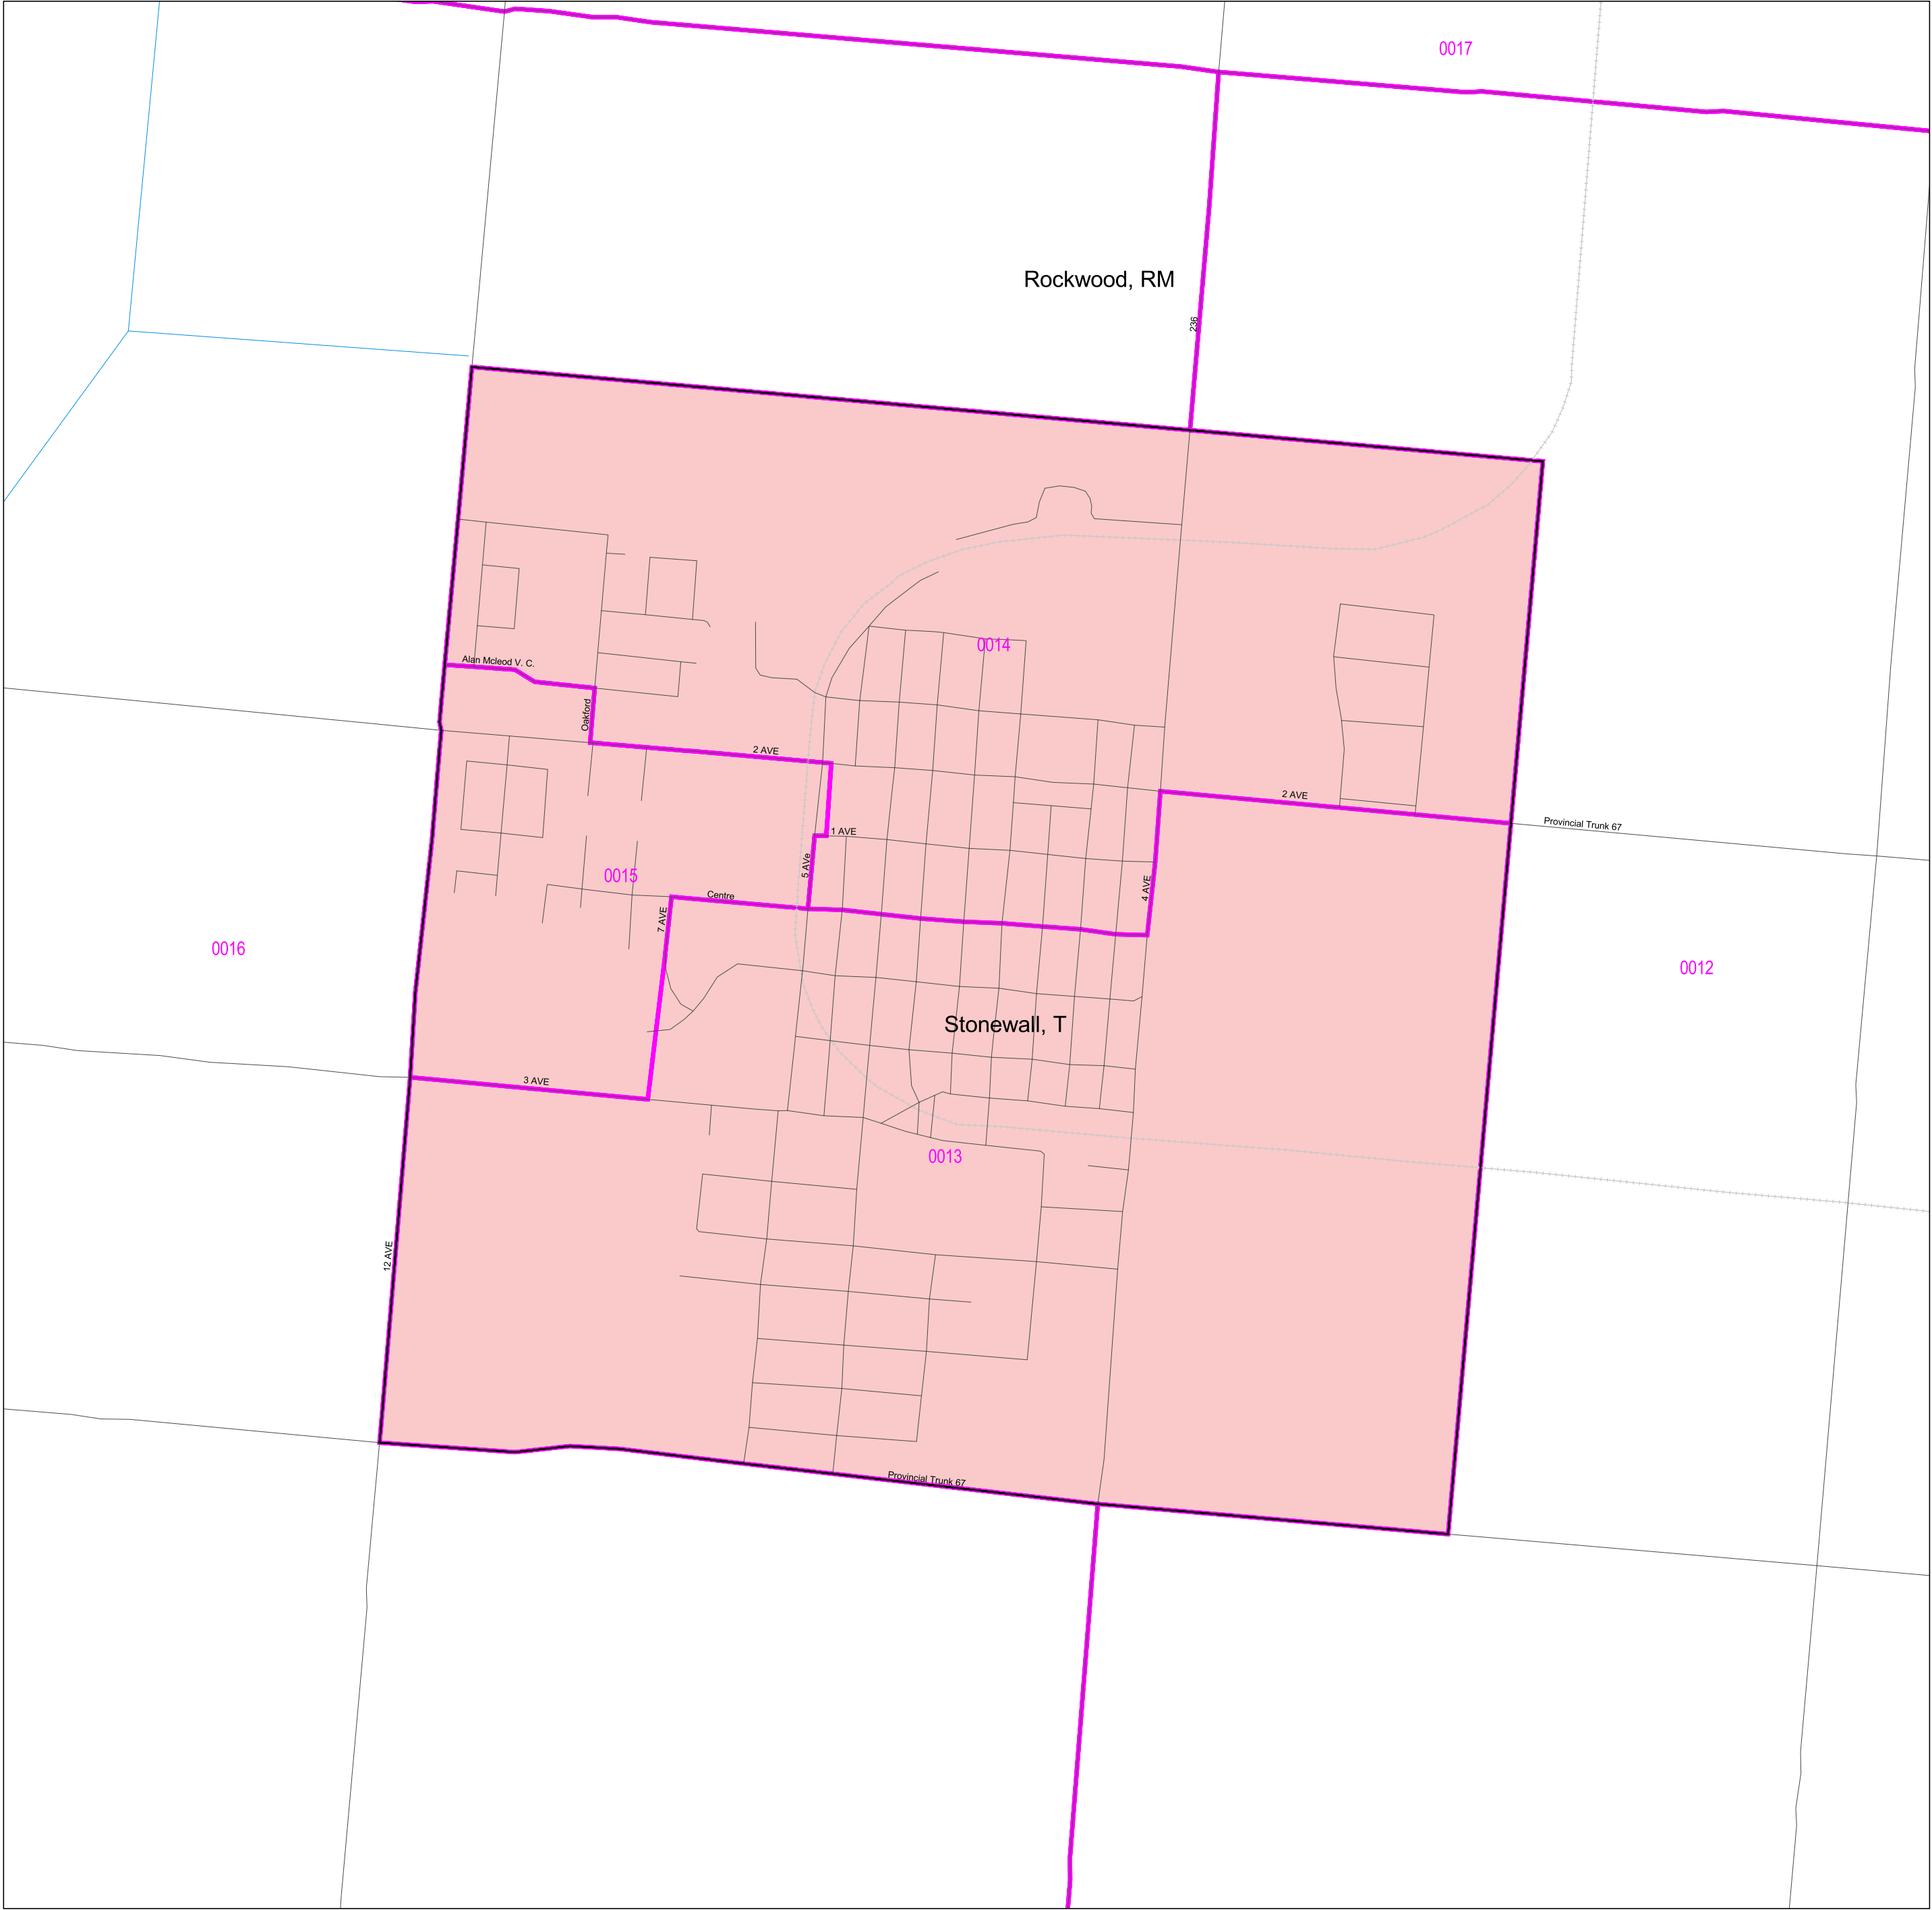 0017
Rockwood, RM
236
0014
Alan Mcleod V. C.
Oakford
2 AVE
2 AVE
Provincial Trunk 67
1 AVE
5 AVe
0015
Centre
4 AVE
7 AVE
0016
0012
Stonewall, T
3 AVE
0013
12 AVE
Provincial Trunk 67